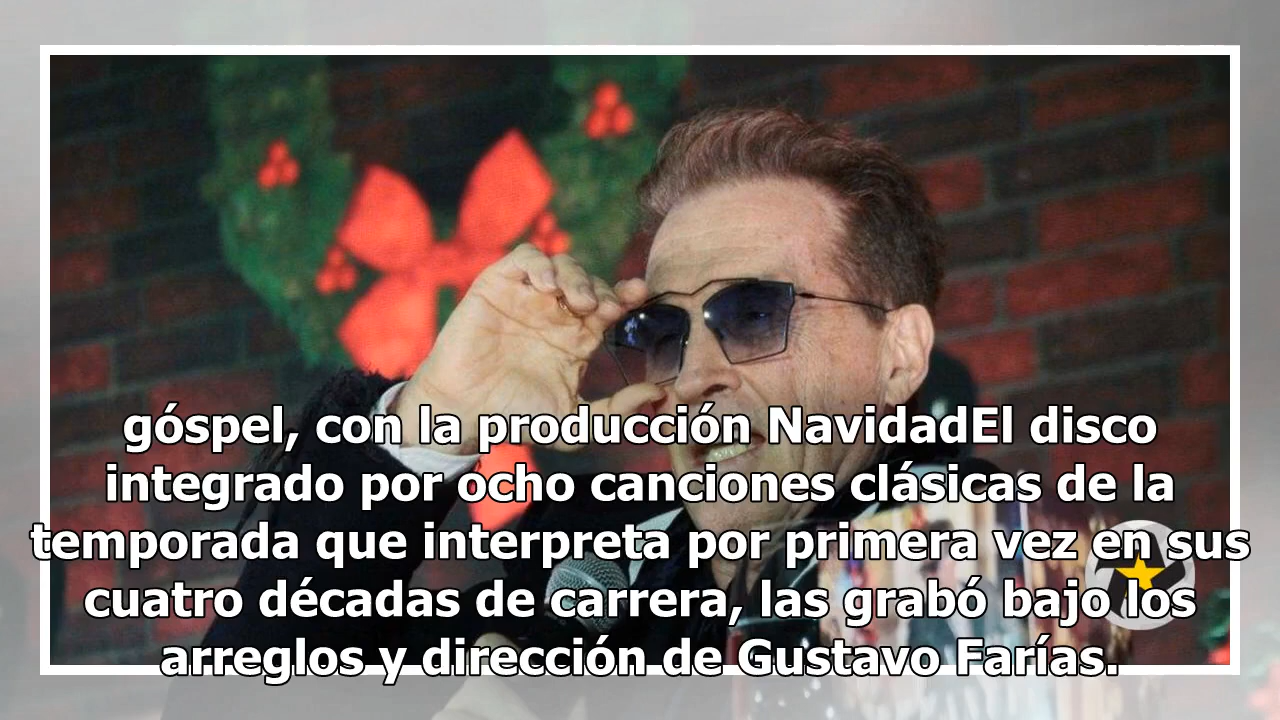 góspel, con la producción NavidadEl disco
integrado por ocho canciones clásicas de la
temporada que interpreta por primera vez en sus
cuatro décadas de carrera, las grabó bajo los
arreglos y dirección de Gustavo Farías.